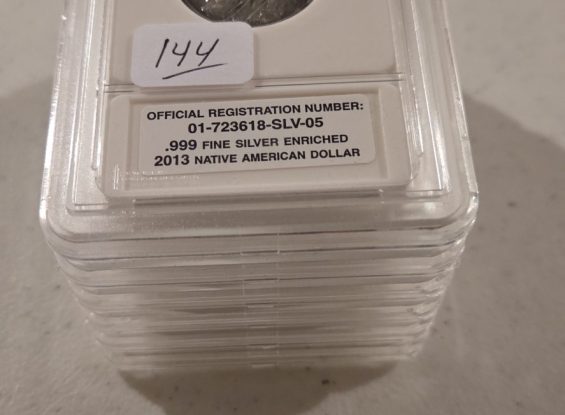 144
OFFICIAL REGISTRATION NUMBER:
01-723618-SLV-05
.999 FINE SILVER ENRICHED
2013 NATIVE AMERICAN DOLLAR